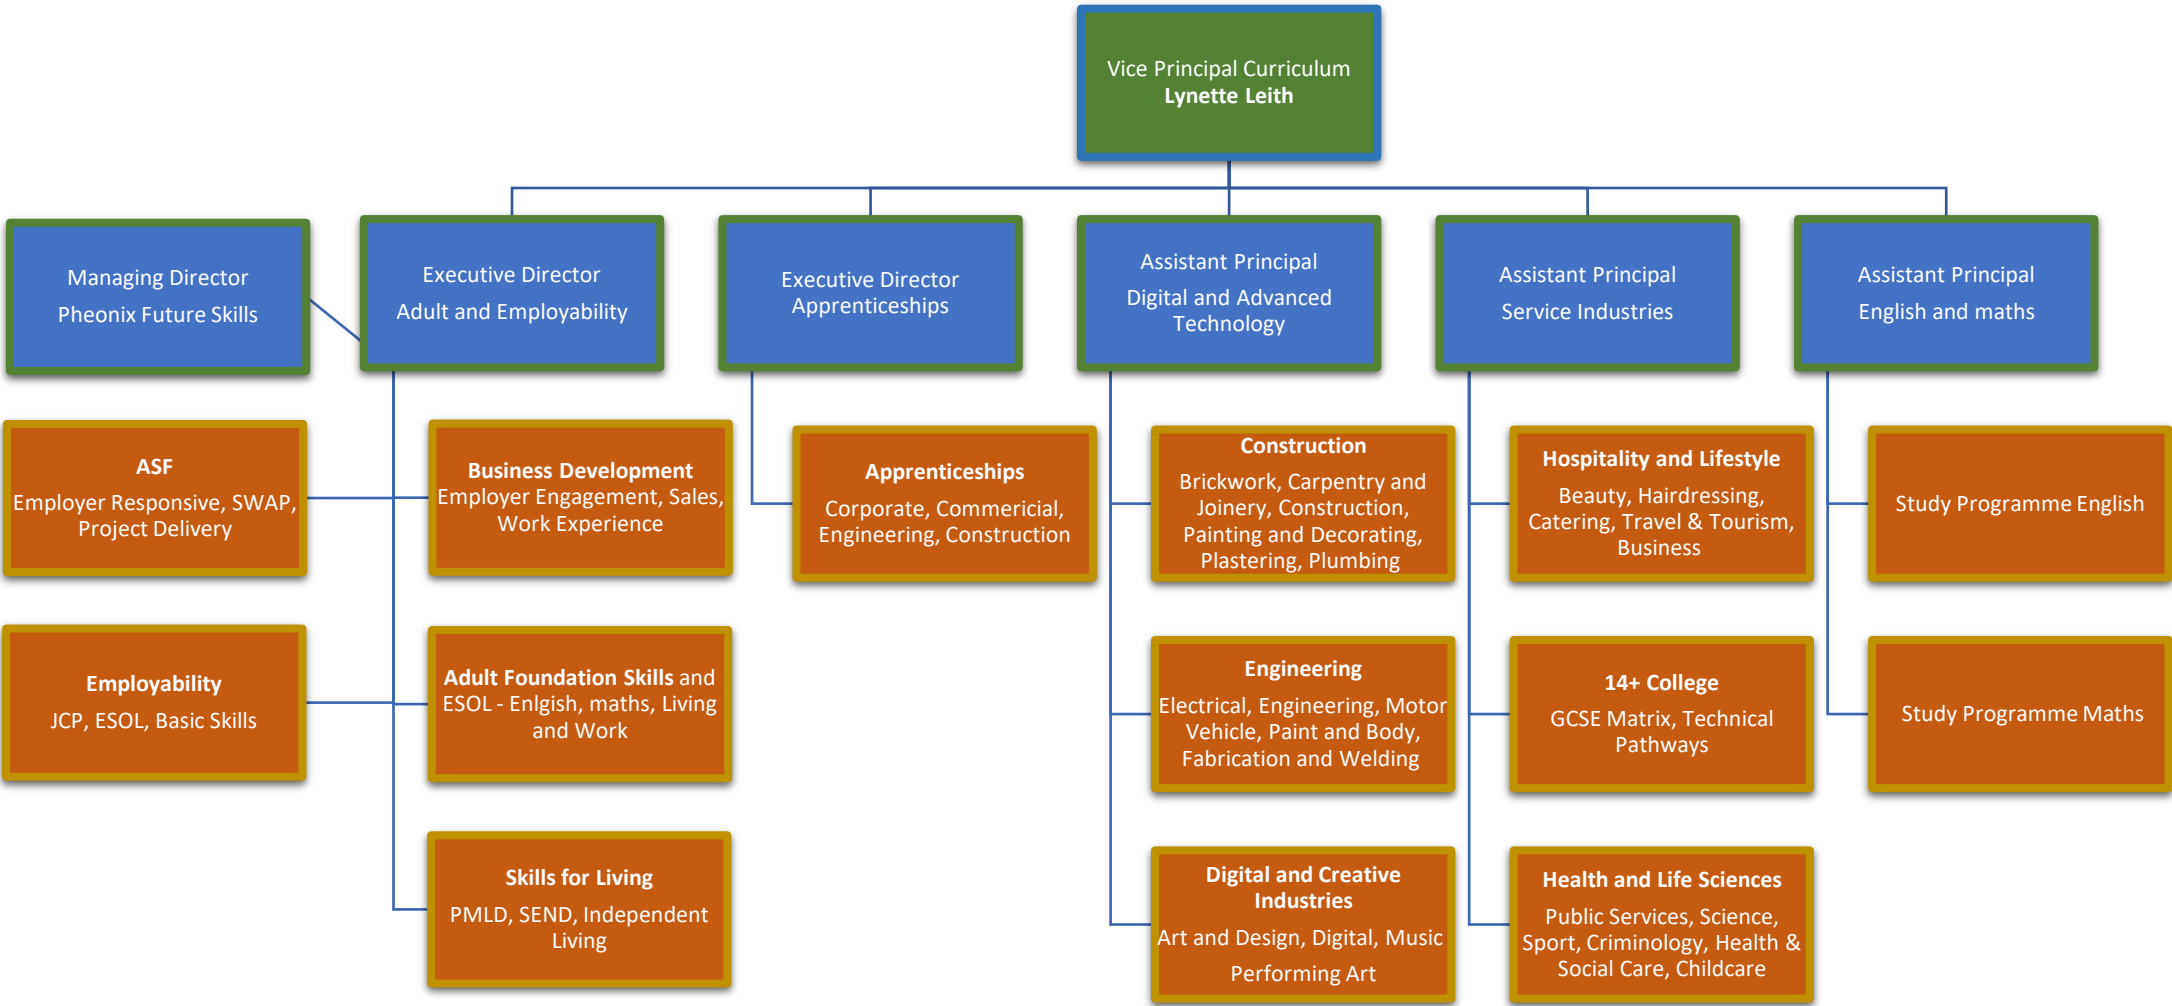 Vice Principal Curriculum
Lynette Leith
Managing Director
Pheonix Future Skills
Executive Director
Adult and Employability
Executive Director
Apprenticeships
Assistant Principal
Digital and Advanced
Technology
Assistant Principal
Service Industries
Assistant Principal
English and maths
ASF
Employer Responsive, SWAP,
Project Delivery
Business Development
Employer Engagement, Sales,
Work Experience
Apprenticeships
Corporate, Commericial,
Engineering, Construction
Construction
Brickwork, Carpentry and
Joinery, Construction,
Painting and Decorating,
Plastering, Plumbing
Hospitality and Lifestyle
Beauty, Hairdressing,
Catering, Travel & Tourism,
Business
Study Programme English
Employability
JCP, ESOL, Basic Skills
Adult Foundation Skills and
ESOL - Enlgish, maths, Living
and Work
Engineering
Electrical, Engineering, Motor
Vehicle, Paint and Body,
Fabrication and Welding
14+ College
GCSE Matrix, Technical
Pathways
Study Programme Maths
Skills for Living
PMLD, SEND, Independent
Living
Digital and Creative
Industries
Art and Design, Digital, Music
Performing Art
Health and Life Sciences
Public Services, Science,
Sport, Criminology, Health &
Social Care, Childcare